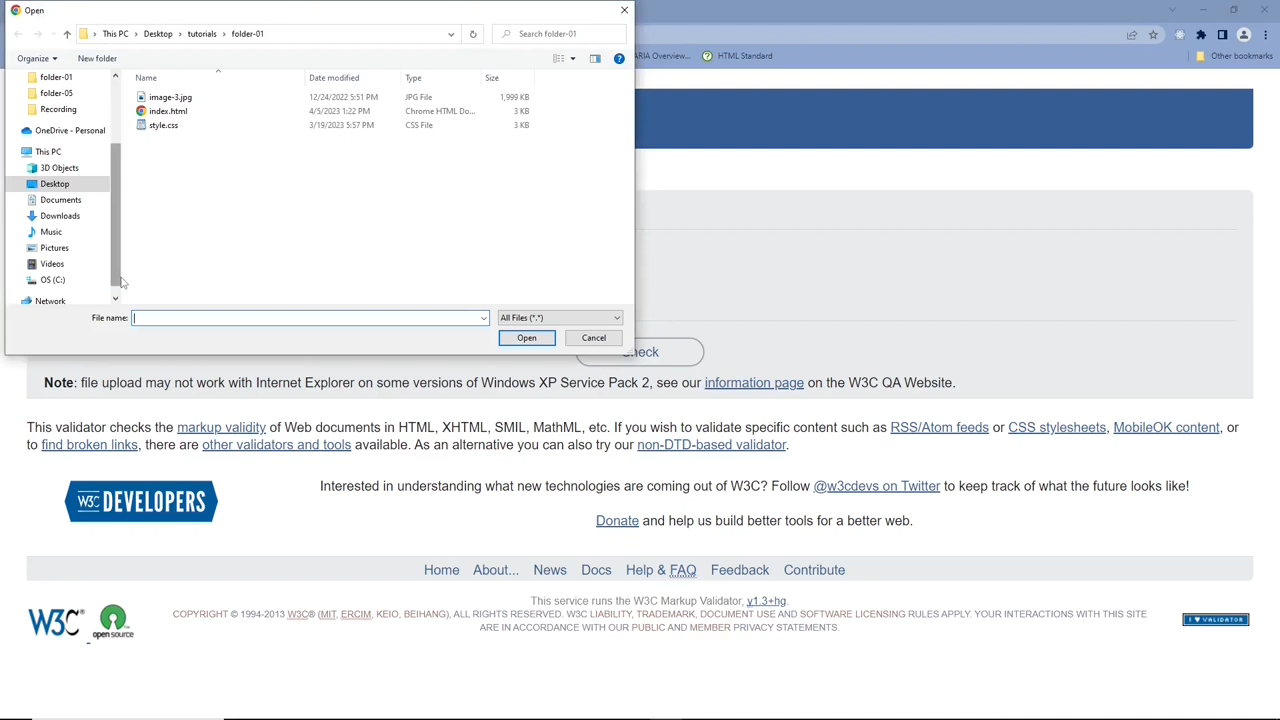 Open
This PC
Desktop
tutorials
folder-01
Search folder-01
Organize
New folder
folder-01
folder-05
Recording
OneDrive - Personal
This PC
3D Objects
Desktop
Documents
Downloads
Music
Pictures
Videos
OS (C:)
Network
Name Date modified Type Size
image-3.jpg 12/24/2022 5:51 PM JPG File 1,999 KB
index.html 4/5/2023 1:22 PM Chrome HTML Do... 3 KB
style.css 3/19/2023 5:57 PM CSS File 3 KB
File name:
All Files (*.*)
Open
Cancel
ARIA Overview...
HTML Standard
Other bookmarks
Check
Note: file upload may not work with Internet Explorer on some versions of Windows XP Service Pack 2, see our information page on the W3C QA Website.
This validator checks the markup validity of Web documents in HTML, XHTML, SMIL, MathML, etc. If you wish to validate specific content such as RSS/Atom feeds or CSS stylesheets, MobileOK content, or
to find broken links, there are other validators and tools available. As an alternative you can also try our non-DTD-based validator.
W3C DEVELOPERS
Interested in understanding what new technologies are coming out of W3C? Follow @w3cdevs on Twitter to keep track of what the future looks like!
Donate and help us build better tools for a better web.
Home About... News Docs Help & FAQ Feedback Contribute
This service runs the W3C Markup Validator, v1.3+hg.
COPYRIGHT © 1994-2013 W3C® (MIT, ERCIM, KEIO, BEIHANG), ALL RIGHTS RESERVED. W3C LIABILITY, TRADEMARK, DOCUMENT USE AND SOFTWARE LICENSING RULES APPLY. YOUR INTERACTIONS WITH THIS SITE
ARE IN ACCORDANCE WITH OUR PUBLIC AND MEMBER PRIVACY STATEMENTS.
W3C®
open source
I ♥ VALIDATOR